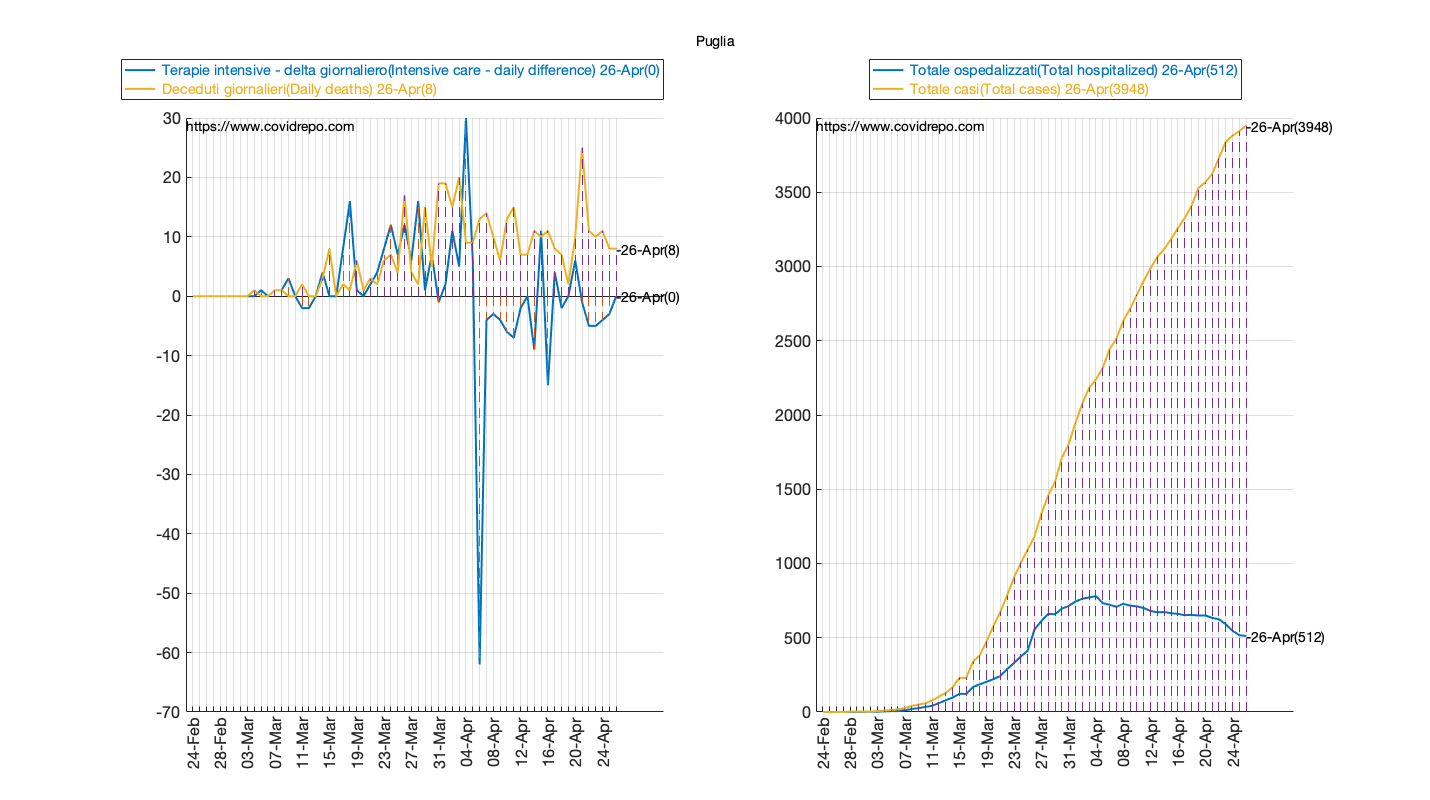 Puglia
Terapie intensive - delta giornaliero(Intensive care - daily difference) 26-Apr(0)
Deceduti giornalieri(Daily deaths) 26-Apr(8)
https://www.covidrepo.com
30
20
10
0
-10
-20
-30
-40
-50
-60
-70
-26-Apr(8)
-26-Apr(0)
24-Feb
28-Feb
03-Mar
07-Mar
11-Mar
15-Mar
19-Mar
23-Mar
27-Mar
31-Mar
04-Apr
08-Apr
12-Apr
16-Apr
20-Apr
24-Apr
Totale ospedalizzati(Total hospitalized) 26-Apr(512)
Totale casi(Total cases) 26-Apr(3948)
https://www.covidrepo.com
4000
3500
3000
2500
2000
1500
1000
500
0
-26-Apr(3948)
-26-Apr(512)
24-Feb
28-Feb
03-Mar
07-Mar
11-Mar
15-Mar
19-Mar
23-Mar
27-Mar
31-Mar
04-Apr
08-Apr
12-Apr
16-Apr
20-Apr
24-Apr